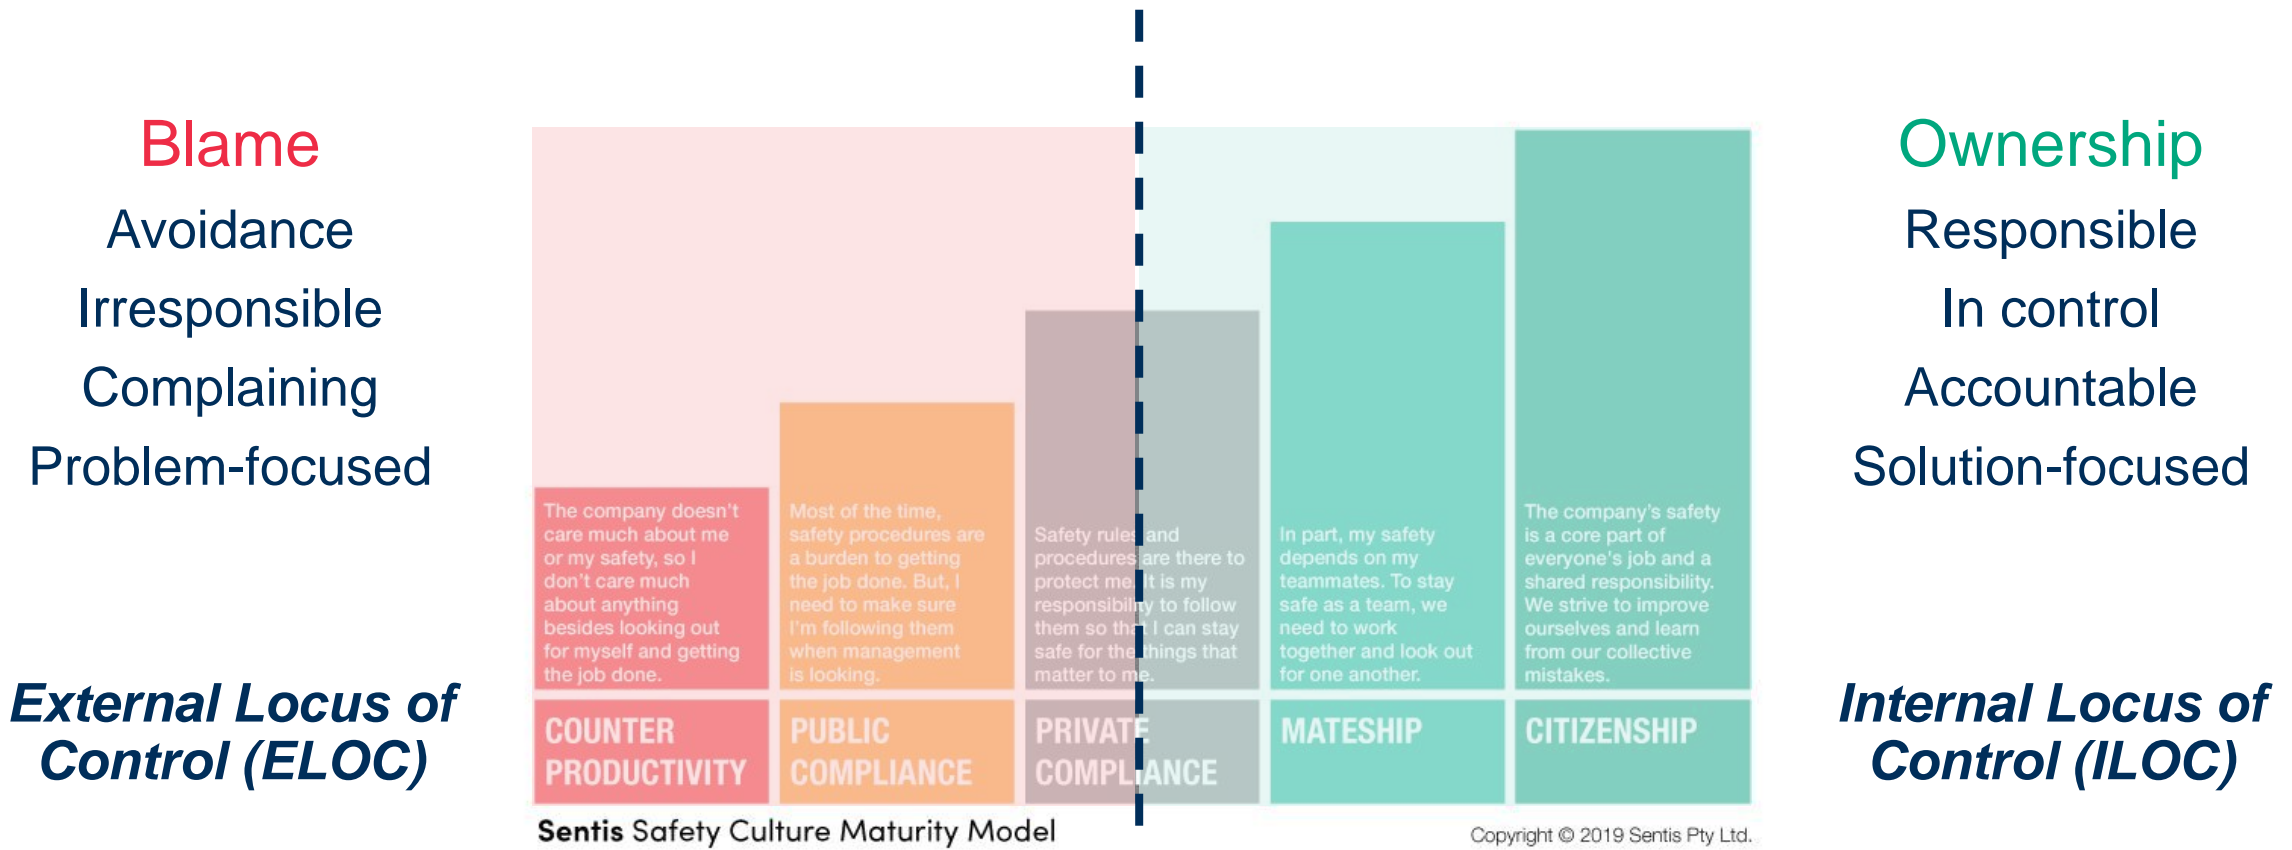 Blame
Avoidance
Irresponsible
Complaining
Problem-focused
External Locus of
Control (ELOC)
The company doesn't
care much about me
or my safety, so I
don't care much
about anything
besides looking out
for myself and getting
the job done.
COUNTER
PRODUCTIVITY
Most of the time,
safety procedures are
a burden to getting
the job done. But, I
need to make sure
I'm following them
when management
is looking.
PUBLIC
COMPLIANCE
Safety rules and
procedures are there to
protect me. It is my
responsibility to follow
them so that I can stay
safe for the things that
matter to me.
PRIVATE
COMPLIANCE
In part, my safety
depends on my
teammates. To stay
safe as a team, we
need to work
together and look out
for one another.
MATESHIP
The company's safety
is a core part of
everyone's job and a
shared responsibility.
We strive to improve
ourselves and learn
from our collective
mistakes.
CITIZENSHIP
Sentis Safety Culture Maturity Model
Copyright © 2019 Sentis Pty Ltd.
Ownership
Responsible
In control
Accountable
Solution-focused
Internal Locus of
Control (ILOC)